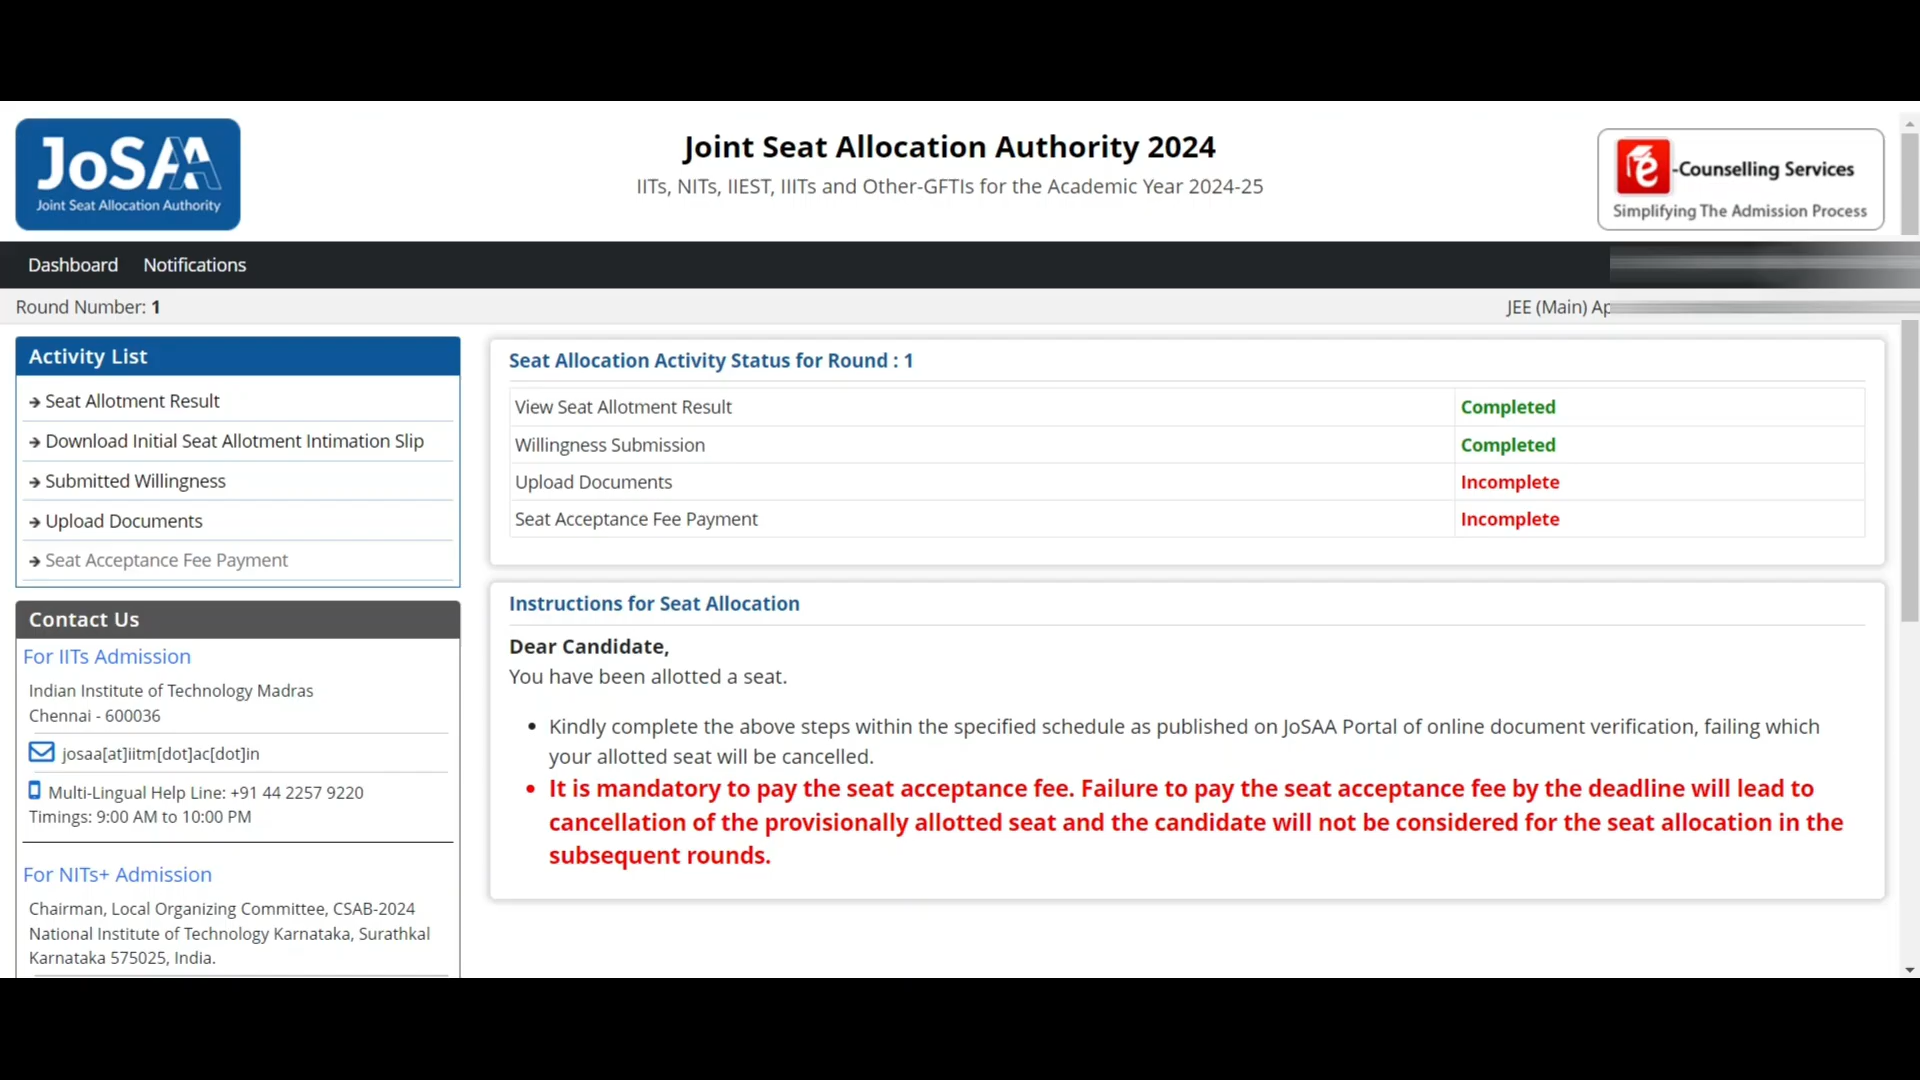 JoSAA
Joint Seat Allocation Authority
Joint Seat Allocation Authority 2024
IITs, NITs, IIEST, IIITs and Other-GFTIs for the Academic Year 2024-25
e-Counselling Services
Simplifying The Admission Process
Dashboard Notifications
Round Number: 1
JEE (Main)
Activity List
Seat Allotment Result
Download Initial Seat Allotment Intimation Slip
Submitted Willingness
Upload Documents
Seat Acceptance Fee Payment
Contact Us
For IITs Admission
Indian Institute of Technology Madras
Chennai - 600036
josaa[at]iitm[dot]ac[dot]in
Multi-Lingual Help Line: +91 44 2257 9220
Timings: 9:00 AM to 10:00 PM
For NITs+ Admission
Chairman, Local Organizing Committee, CSAB-2024
National Institute of Technology Karnataka, Surathkal
Karnataka 575025, India.
Seat Allocation Activity Status for Round : 1
View Seat Allotment Result Completed
Willingness Submission Completed
Upload Documents Incomplete
Seat Acceptance Fee Payment Incomplete
Instructions for Seat Allocation
Dear Candidate,
You have been allotted a seat.
• Kindly complete the above steps within the specified schedule as published on JoSAA Portal of online document verification, failing which
your allotted seat will be cancelled.
• It is mandatory to pay the seat acceptance fee. Failure to pay the seat acceptance fee by the deadline will lead to
cancellation of the provisionally allotted seat and the candidate will not be considered for the seat allocation in the
subsequent rounds.